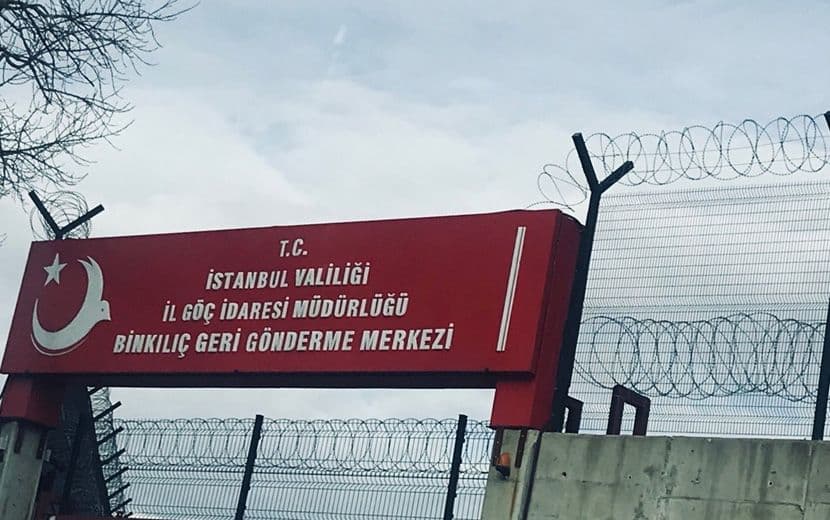 T.C.
İSTANBUL VALİLİĞİ
İL GÖÇ İDARESİ MÜDÜRLÜĞÜ
BİNKILIÇ GERİ GÖNDERME MERKEZİ